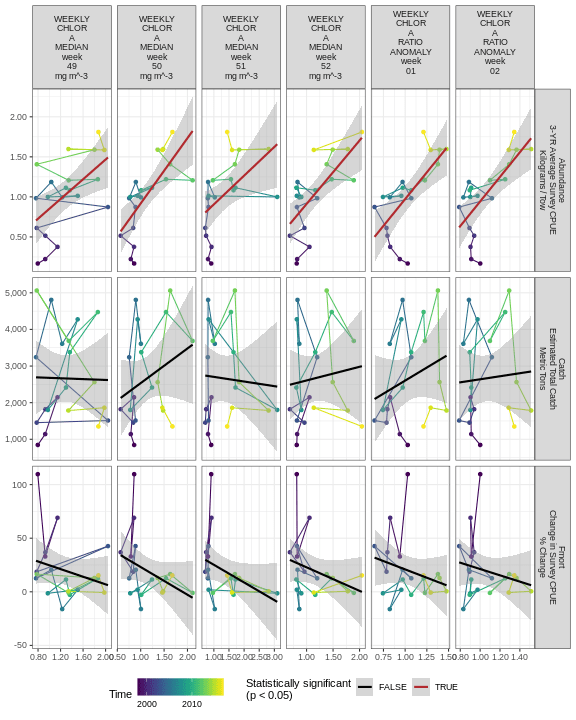 WEEKLY
CHLOR
A
MEDIAN
week
49
mg m^-3
WEEKLY
CHLOR
A
MEDIAN
week
50
mg m^-3
WEEKLY
CHLOR
A
MEDIAN
week
51
mg m^-3
WEEKLY
CHLOR
A
MEDIAN
week
52
mg m^-3
WEEKLY
CHLOR
A
RATIO
ANOMALY
week
01
WEEKLY
CHLOR
A
RATIO
ANOMALY
week
02
2.00
1.50
1.00
0.50
Abundance
3-YR Average Survey CPUE
Kilograms / Tow
5,000
4,000
3,000
2,000
1,000
Catch
Estimated Total Catch
Metric Tons
100
50
0
-50
Fmort
Change in Survey CPUE
% Change
0.80 1.20 1.60 2.00
0.50 1.00 1.50 2.00
1.00 1.50 2.00 2.50 3.00
1.00 1.50 2.00
0.75 1.00 1.25 1.50
0.80 1.00 1.20 1.40
Time
2000 2010
Statistically significant
(p < 0.05)
FALSE
TRUE